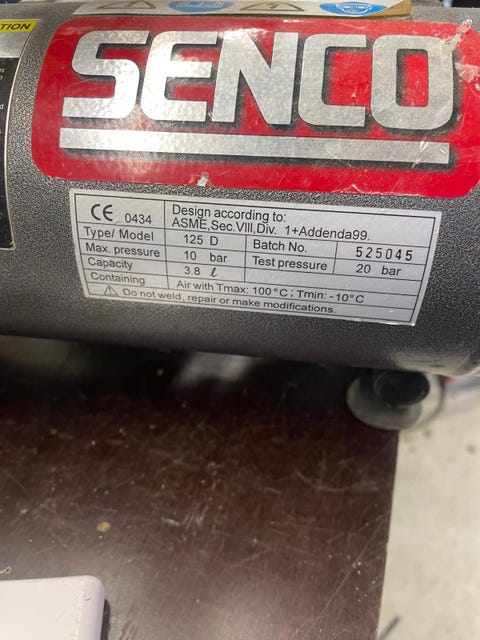 TION
SENCO
CE 0434 Design according to:
ASME,Sec.VIII,Div. 1+Addenda99.
Type/ Model 125 D Batch No. 525045
Max. pressure 10 bar Test pressure 20 bar
Capacity 3.8 ℓ
Containing Air with Tmax: 100°C ; Tmin: -10°C
Do not weld, repair or make modifications.